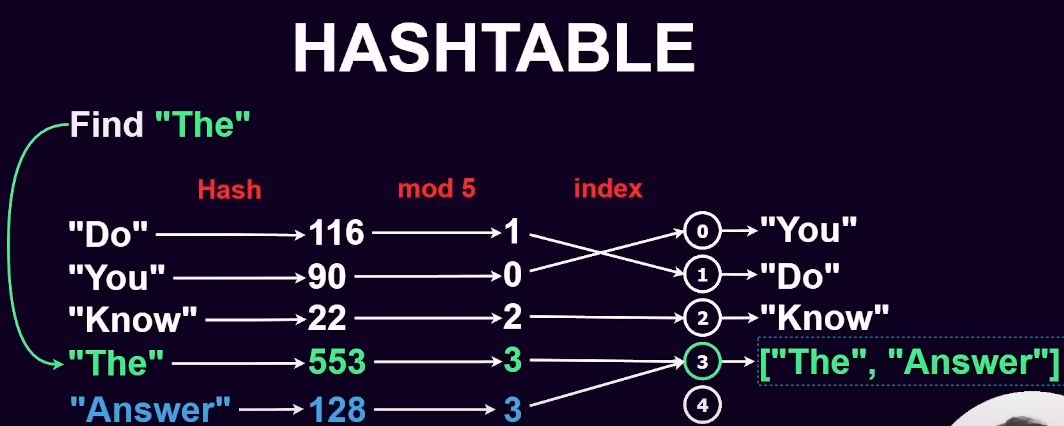 HASHTABLE
Find "The"
Hash mod 5 index
"Do" 116 1 0 "You"
"You" 90 0 1 "Do"
"Know" 22 2 2 "Know"
"The" 553 3 3 ["The", "Answer"]
"Answer" 128 3 4